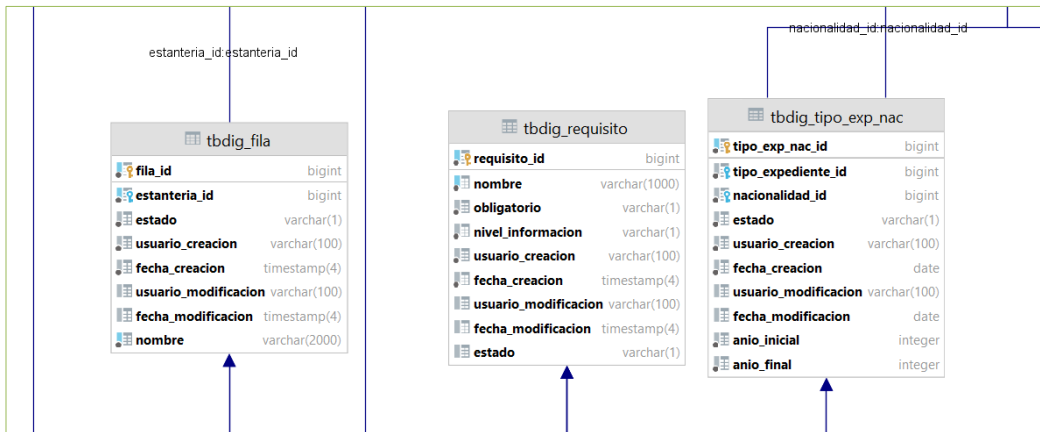 nacionalidad_id:nacionalidad_id
estanteria_id:estanteria_id
tbdig_fila
fila_id bigint
estanteria_id bigint
estado varchar(1)
usuario_creacion varchar(100)
fecha_creacion timestamp(4)
usuario_modificacion varchar(100)
fecha_modificacion timestamp(4)
nombre varchar(2000)
tbdig_requisito
requisito_id bigint
nombre varchar(1000)
obligatorio varchar(1)
nivel_informacion varchar(1)
usuario_creacion varchar(100)
fecha_creacion timestamp(4)
usuario_modificacion varchar(100)
fecha_modificacion timestamp(4)
estado varchar(1)
tbdig_tipo_exp_nac
tipo_exp_nac_id bigint
tipo_expediente_id bigint
nacionalidad_id bigint
estado varchar(1)
usuario_creacion varchar(100)
fecha_creacion date
usuario_modificacion varchar(100)
fecha_modificacion date
anio_inicial integer
anio_final integer